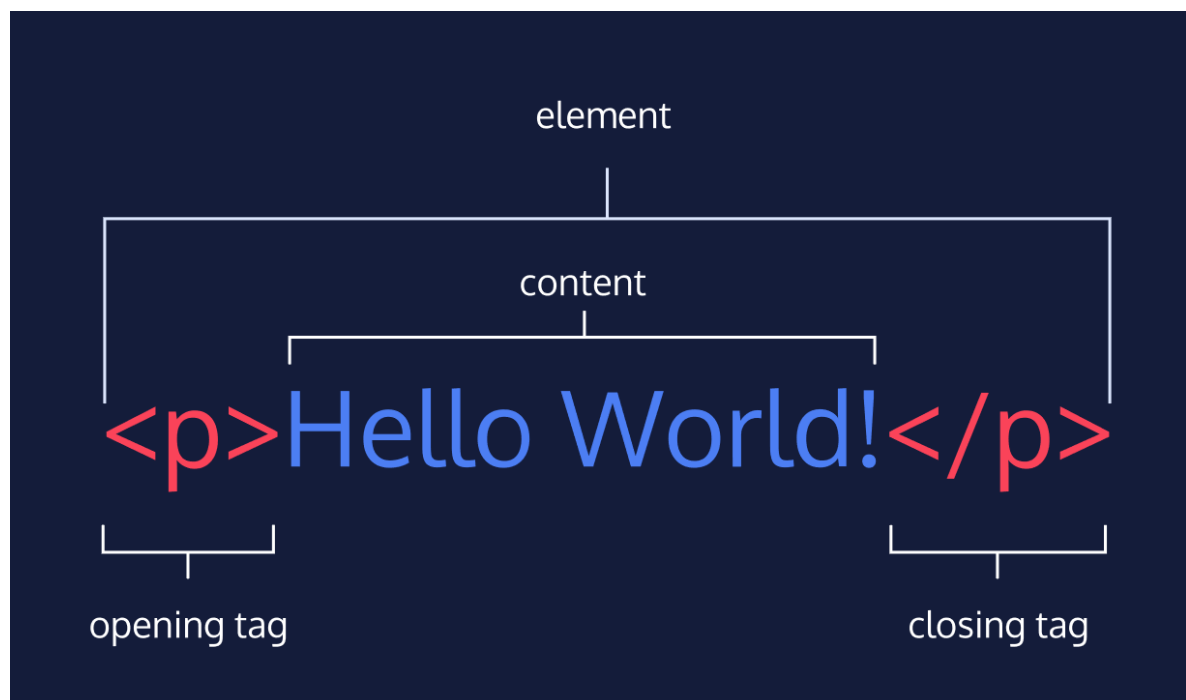 element
content
<p>Hello World!</p>
opening tag
closing tag